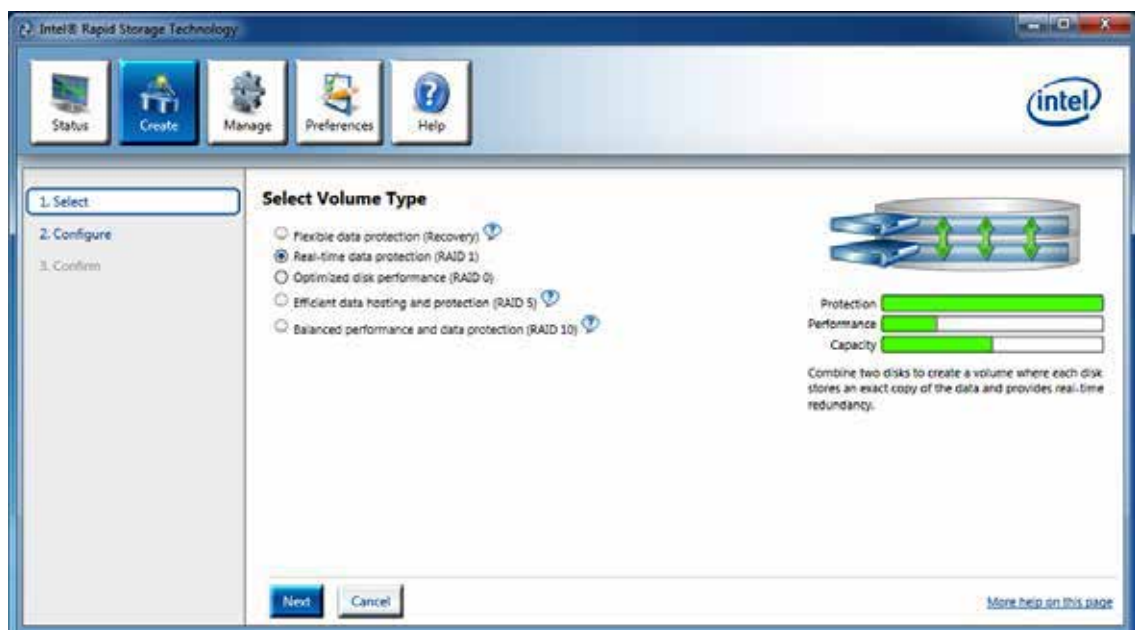 Intel® Rapid Storage Technology
Status
Create
Manage
Preferences
Help
intel
1. Select
2. Configure
3. Confirm
Select Volume Type
Flexible data protection (Recovery)
Real-time data protection (RAID 1)
Optimized disk performance (RAID 0)
Efficient data hosting and protection (RAID 5)
Balanced performance and data protection (RAID 10)
Protection
Performance
Capacity
Combine two disks to create a volume where each disk
stores an exact copy of the data and provides real-time
redundancy.
Next
Cancel
More help on this page